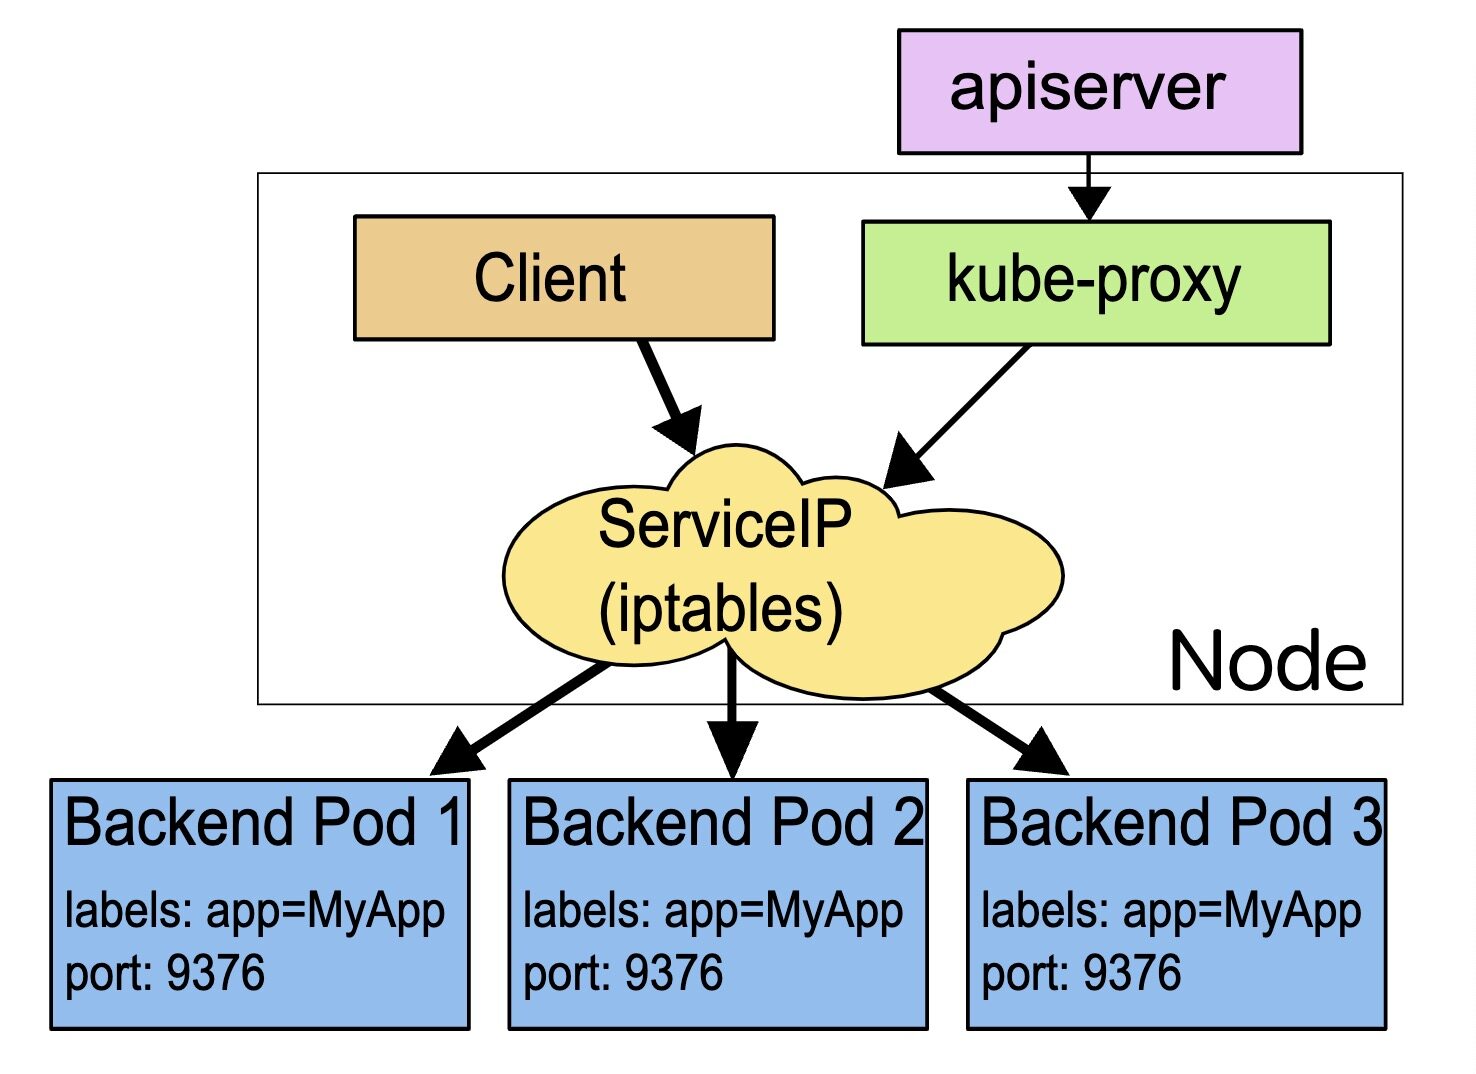 apiserver
Client
kube-proxy
ServiceIP
(iptables)
Node
Backend Pod 1
labels: app=MyApp
port: 9376
Backend Pod 2
labels: app=MyApp
port: 9376
Backend Pod 3
labels: app=MyApp
port: 9376